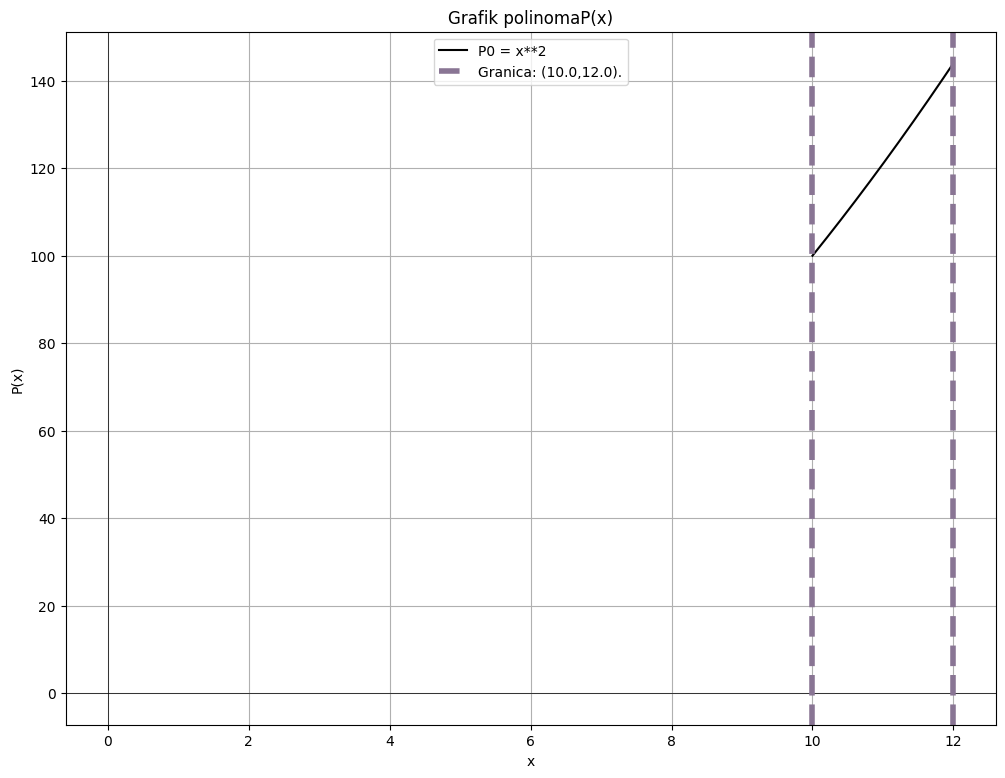 Grafik polinomaP(x)
P0 = x**2
Granica: (10.0,12.0).
P(x)
140
120
100
80
60
40
20
0
0 2 4 6 8 10 12
x